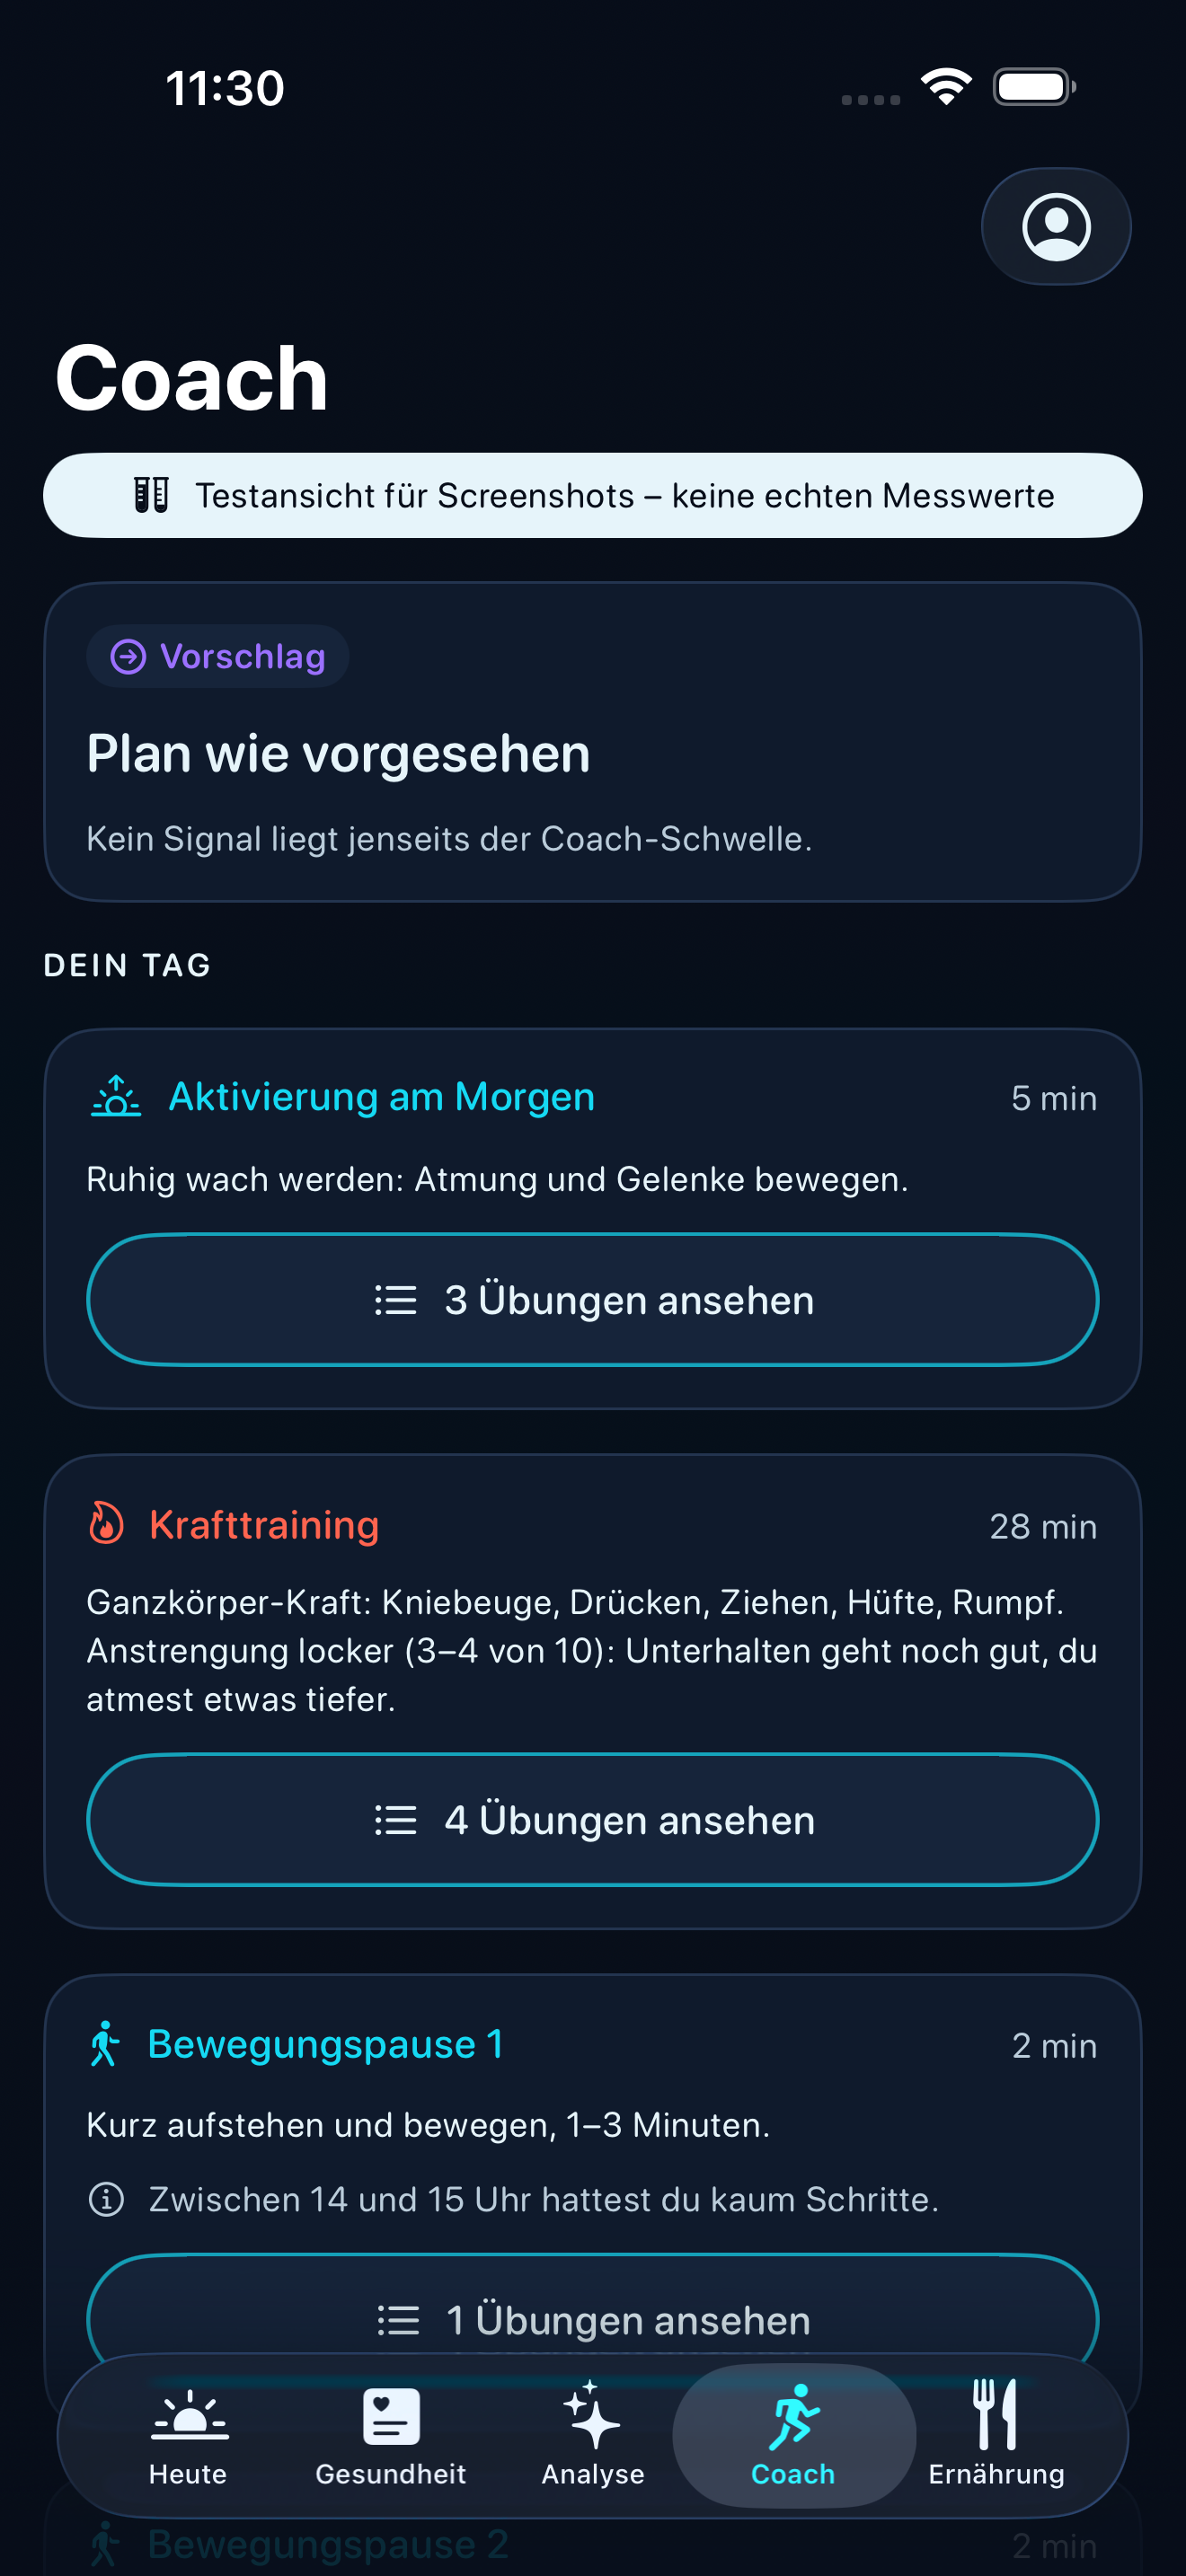 11:30
Coach
Testansicht für Screenshots – keine echten Messwerte
Vorschlag
Plan wie vorgesehen
Kein Signal liegt jenseits der Coach-Schwelle.
DEIN TAG
Aktivierung am Morgen
5 min
Ruhig wach werden: Atmung und Gelenke bewegen.
3 Übungen ansehen
Krafttraining
28 min
Ganzkörper-Kraft: Kniebeuge, Drücken, Ziehen, Hüfte, Rumpf.
Anstrengung locker (3–4 von 10): Unterhalten geht noch gut, du
atmest etwas tiefer.
4 Übungen ansehen
Bewegungspause 1
2 min
Kurz aufstehen und bewegen, 1–3 Minuten.
Zwischen 14 und 15 Uhr hattest du kaum Schritte.
1 Übungen ansehen
Heute
Gesundheit
Analyse
Coach
Ernährung
Bewegungspause 2
2 min